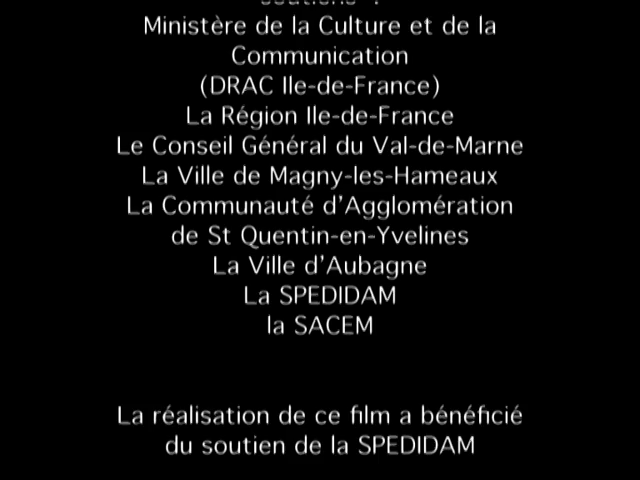 soutiens :
Ministère de la Culture et de la
Communication
(DRAC Ile-de-France)
La Région Ile-de-France
Le Conseil Général du Val-de-Marne
La Ville de Magny-les-Hameaux
La Communauté d'Agglomération
de St Quentin-en-Yvelines
La Ville d'Aubagne
La SPEDIDAM
la SACEM
La réalisation de ce film a bénéficié
du soutien de la SPEDIDAM